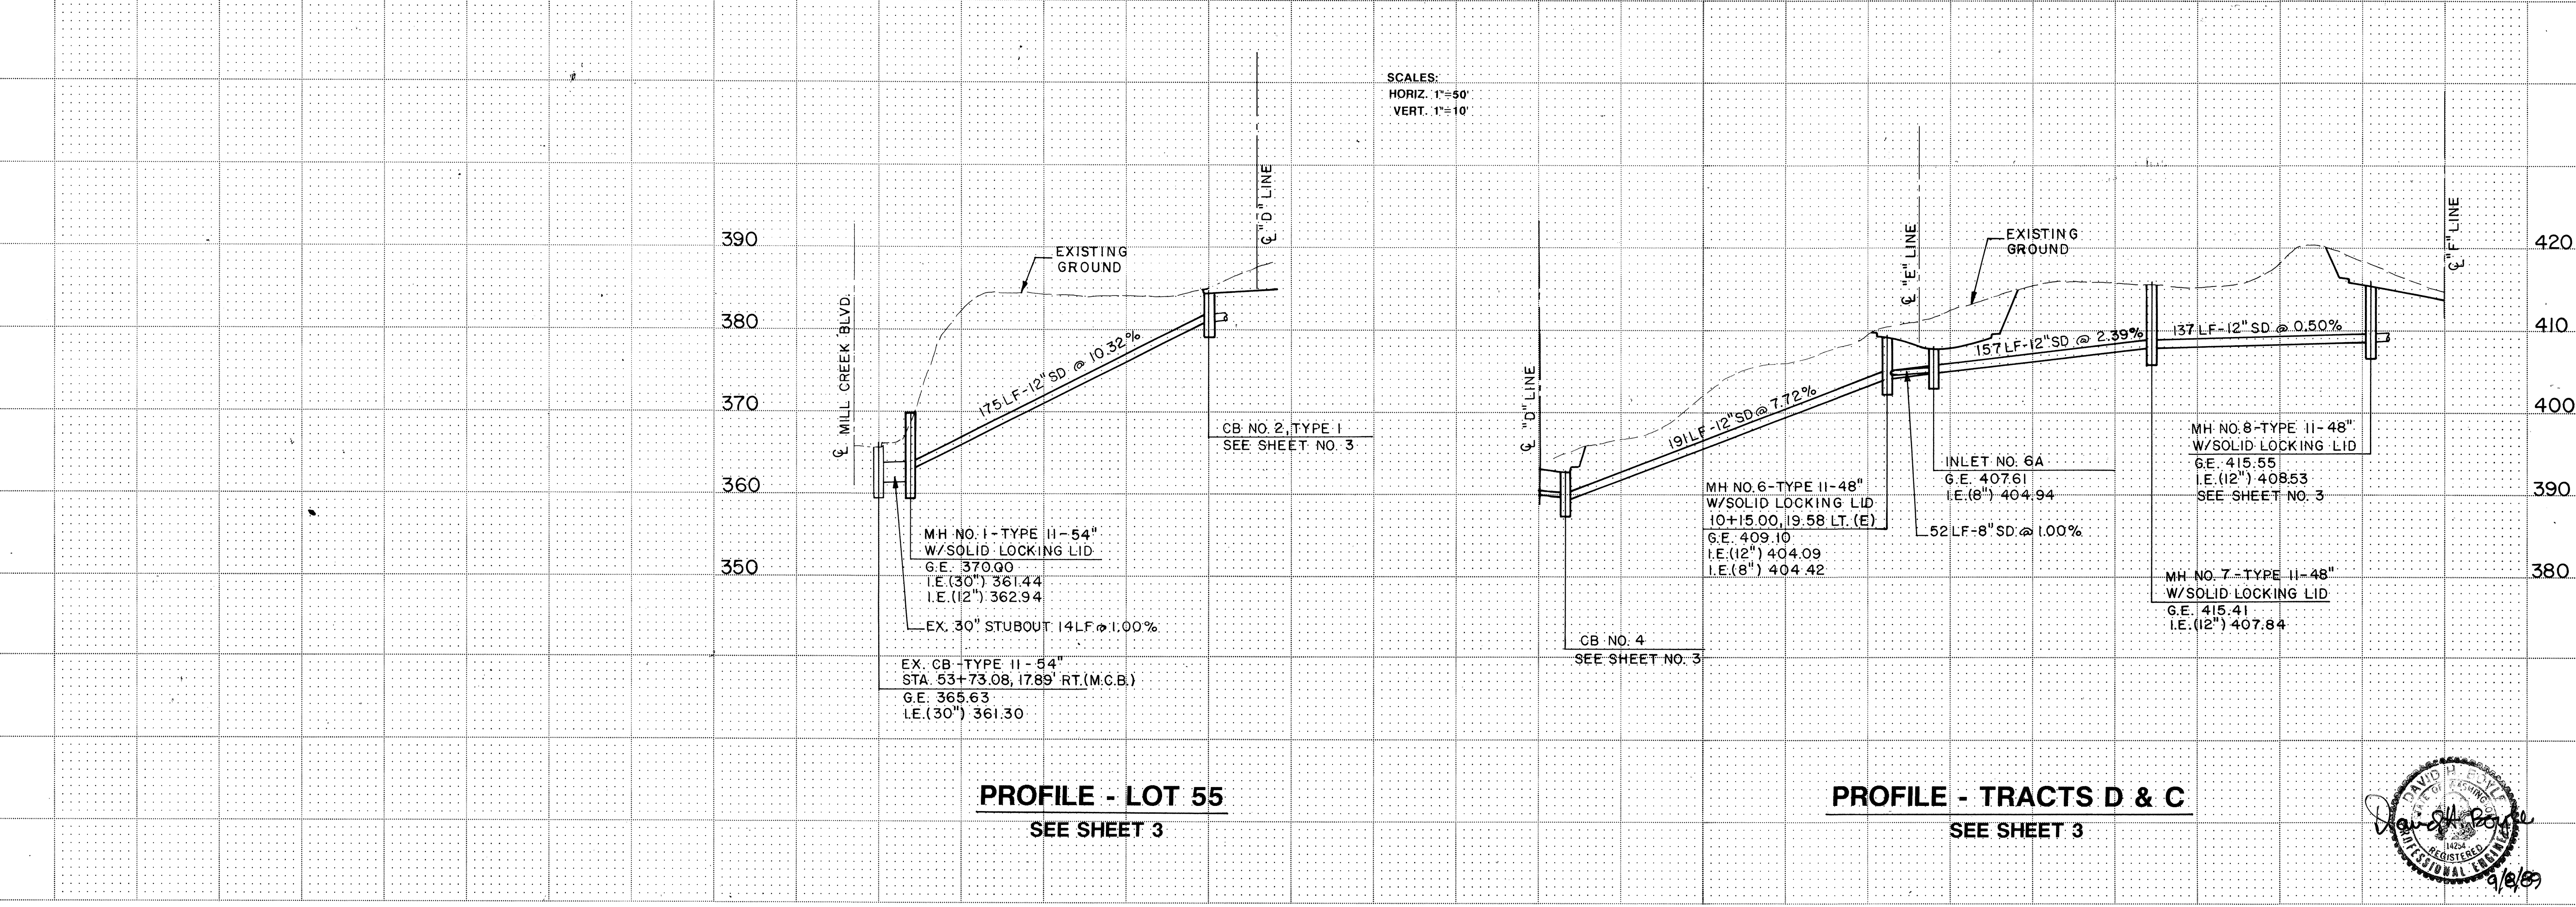 SCALES:
HORIZ. 1"=50'
VERT. 1"=10'
390
380
370
360
350
℄ MILL CREEK BLVD.
EXISTING
GROUND
℄ "D" LINE
175 LF-12" SD @ 10.32%
CB NO. 2, TYPE I
SEE SHEET NO. 3
MH NO. 1-TYPE II-54"
W/SOLID LOCKING LID
G.E. 370.00
I.E.(30") 361.44
I.E.(12") 362.94
EX. 30" STUBOUT 14LF @ 1.00%
EX. CB-TYPE II-54"
STA. 53+73.08, 17.89' RT.(M.C.B.)
G.E. 365.63
I.E.(30") 361.30
PROFILE - LOT 55
SEE SHEET 3
℄ "D" LINE
191 LF-12" SD @ 7.72%
CB NO. 4
SEE SHEET NO. 3
MH NO. 6-TYPE II-48"
W/SOLID LOCKING LID
10+15.00, 19.58 LT. (E)
G.E. 409.10
I.E.(12") 404.09
I.E.(8") 404.42
℄ "E" LINE
EXISTING
GROUND
157 LF-12" SD @ 2.39%
137 LF-12" SD @ 0.50%
INLET NO. 6A
G.E. 407.61
I.E.(8") 404.94
52 LF-8" SD @ 1.00%
MH NO. 8-TYPE II-48"
W/SOLID LOCKING LID
G.E. 415.55
I.E.(12") 408.53
SEE SHEET NO. 3
MH NO. 7-TYPE II-48"
W/SOLID LOCKING LID
G.E. 415.41
I.E.(12") 407.84
℄ "F" LINE
420
410
400
390
380
PROFILE - TRACTS D & C
SEE SHEET 3
DAVID H. BOYLE
STATE OF WASHINGTON
14254
REGISTERED
PROFESSIONAL ENGINEER
David H. Boyle
9/8/89